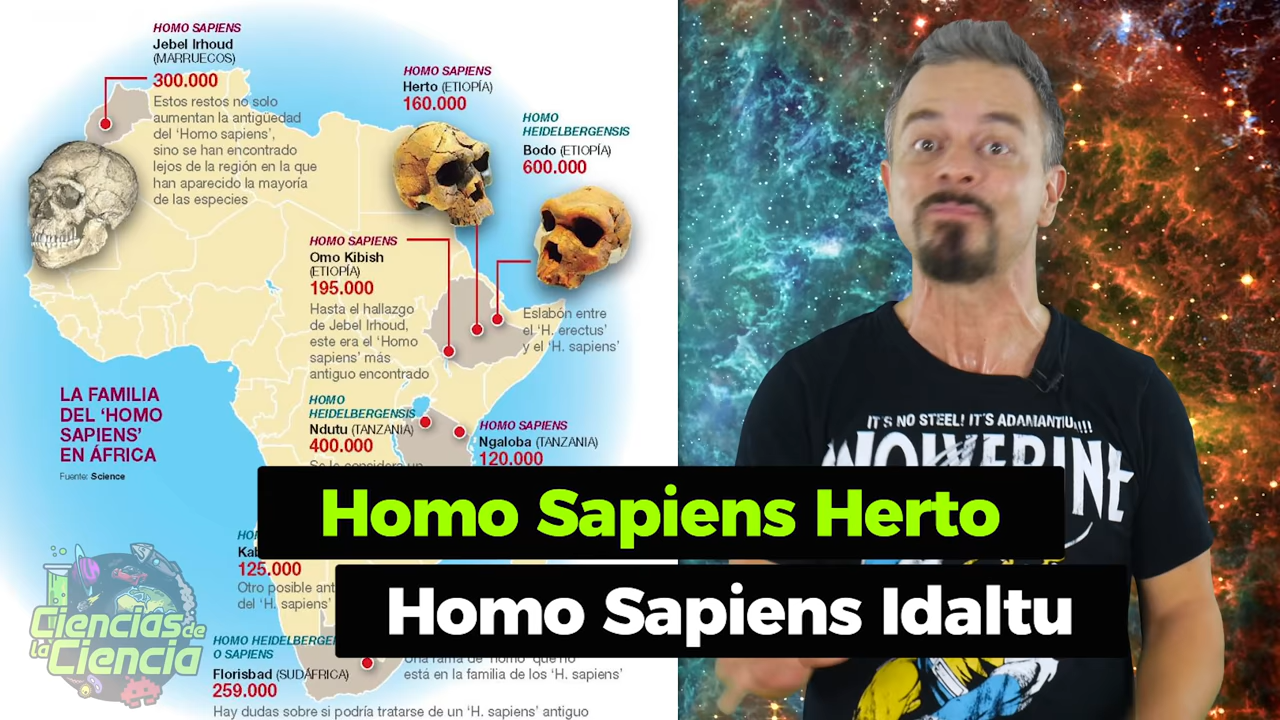 HOMO SAPIENS
Jebel Irhoud
(MARRUECOS)
300.000
Estos restos no solo
aumentan la antigüedad
del ‘Homo sapiens’,
sino se han encontrado
lejos de la región en la que
han aparecido la mayoría
de las especies
HOMO SAPIENS
Herto (ETIOPÍA)
160.000
HOMO
HEIDELBERGENSIS
Bodo (ETIOPÍA)
600.000
Eslabón entre
el ‘H. erectus’
y el ‘H. sapiens’
HOMO SAPIENS
Omo Kibish
(ETIOPÍA)
195.000
Hasta el hallazgo
de Jebel Irhoud,
este era el ‘Homo
sapiens’ más
antiguo encontrado
LA FAMILIA
DEL ‘HOMO
SAPIENS’
EN ÁFRICA
Fuente: Science
HOMO
HEIDELBERGENSIS
Ndutu (TANZANIA)
400.000
Se le considera un
HOMO SAPIENS
Ngaloba (TANZANIA)
120.000
IT'S NO STEEL! IT'S ADAMANTIUM!!!
WOLVERINE
Homo Sapiens Herto
Homo Sapiens Idaltu
125.000
Otro posible
del ‘H. sapiens’
Ciencias de
la Ciencia
HOMO
O SAPIENS
Florisbad (SUDÁFRICA)
259.000
Hay dudas sobre si podría tratarse de un ‘H. sapiens’ antiguo
Una rama de ‘homo’ que no
está en la familia de los ‘H. sapiens’